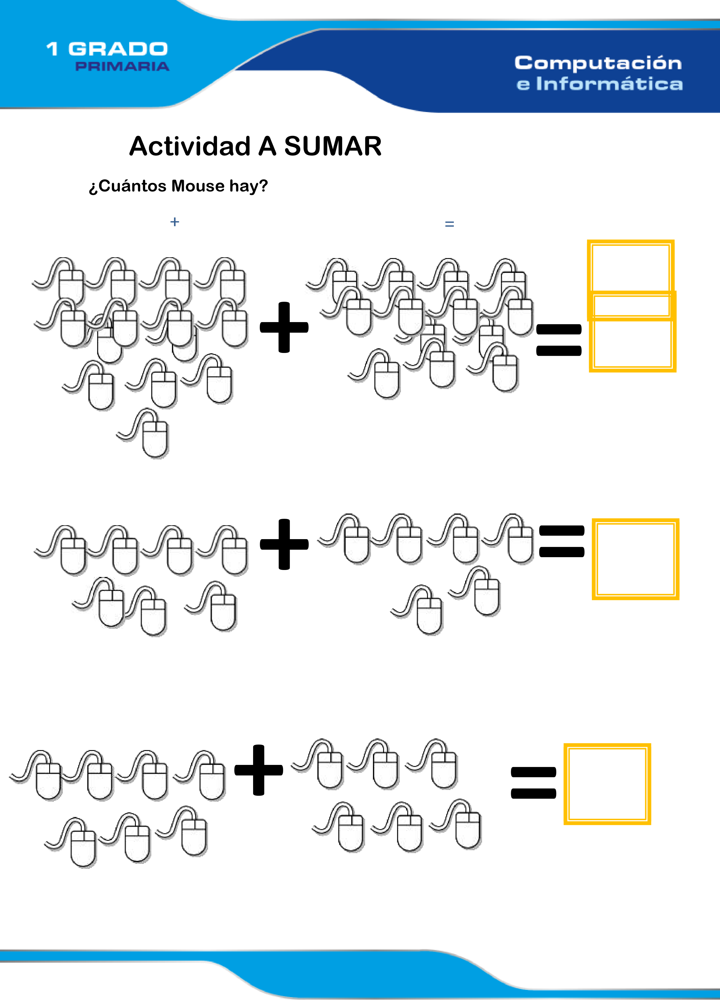 1 GRADO
PRIMARIA
Computación
e Informática
Actividad A SUMAR
¿Cuántos Mouse hay?
+ =
+ =
+ =
+ =